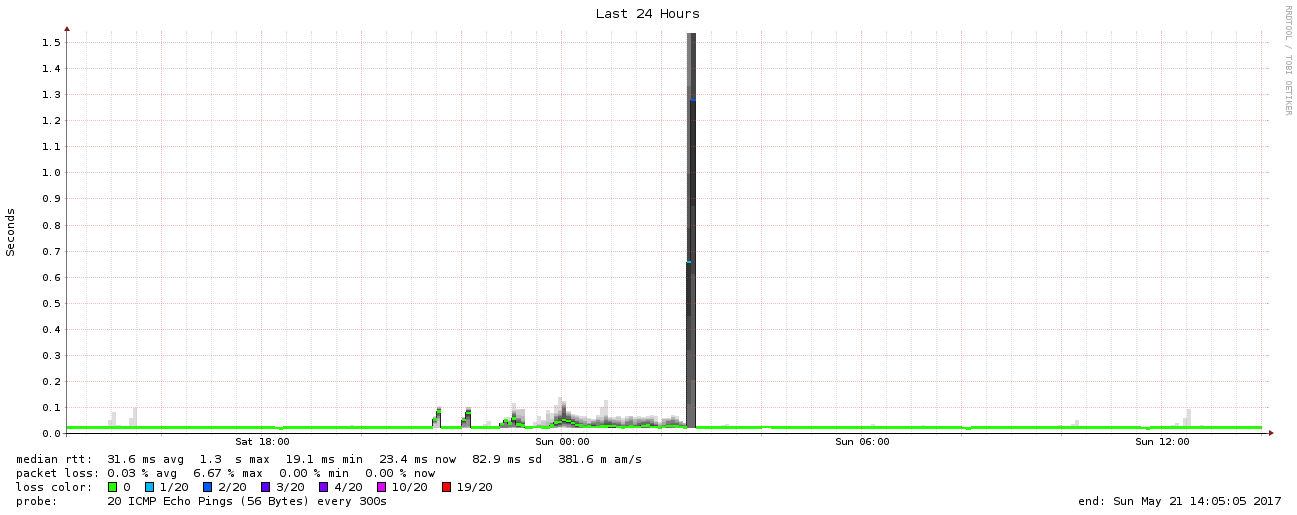 Last 24 Hours
RRDTOOL / TOBI OETIKER
Seconds
1.5
1.4
1.3
1.2
1.1
1.0
0.9
0.8
0.7
0.6
0.5
0.4
0.3
0.2
0.1
0.0
Sat 18:00 Sun 00:00 Sun 06:00 Sun 12:00
median rtt: 31.6 ms avg 1.3 s max 19.1 ms min 23.4 ms now 82.9 ms sd 381.6 m am/s
packet loss: 0.03 % avg 6.67 % max 0.00 % min 0.00 % now
loss color: 0 1/20 2/20 3/20 4/20 10/20 19/20
probe: 20 ICMP Echo Pings (56 Bytes) every 300s end: Sun May 21 14:05:05 2017